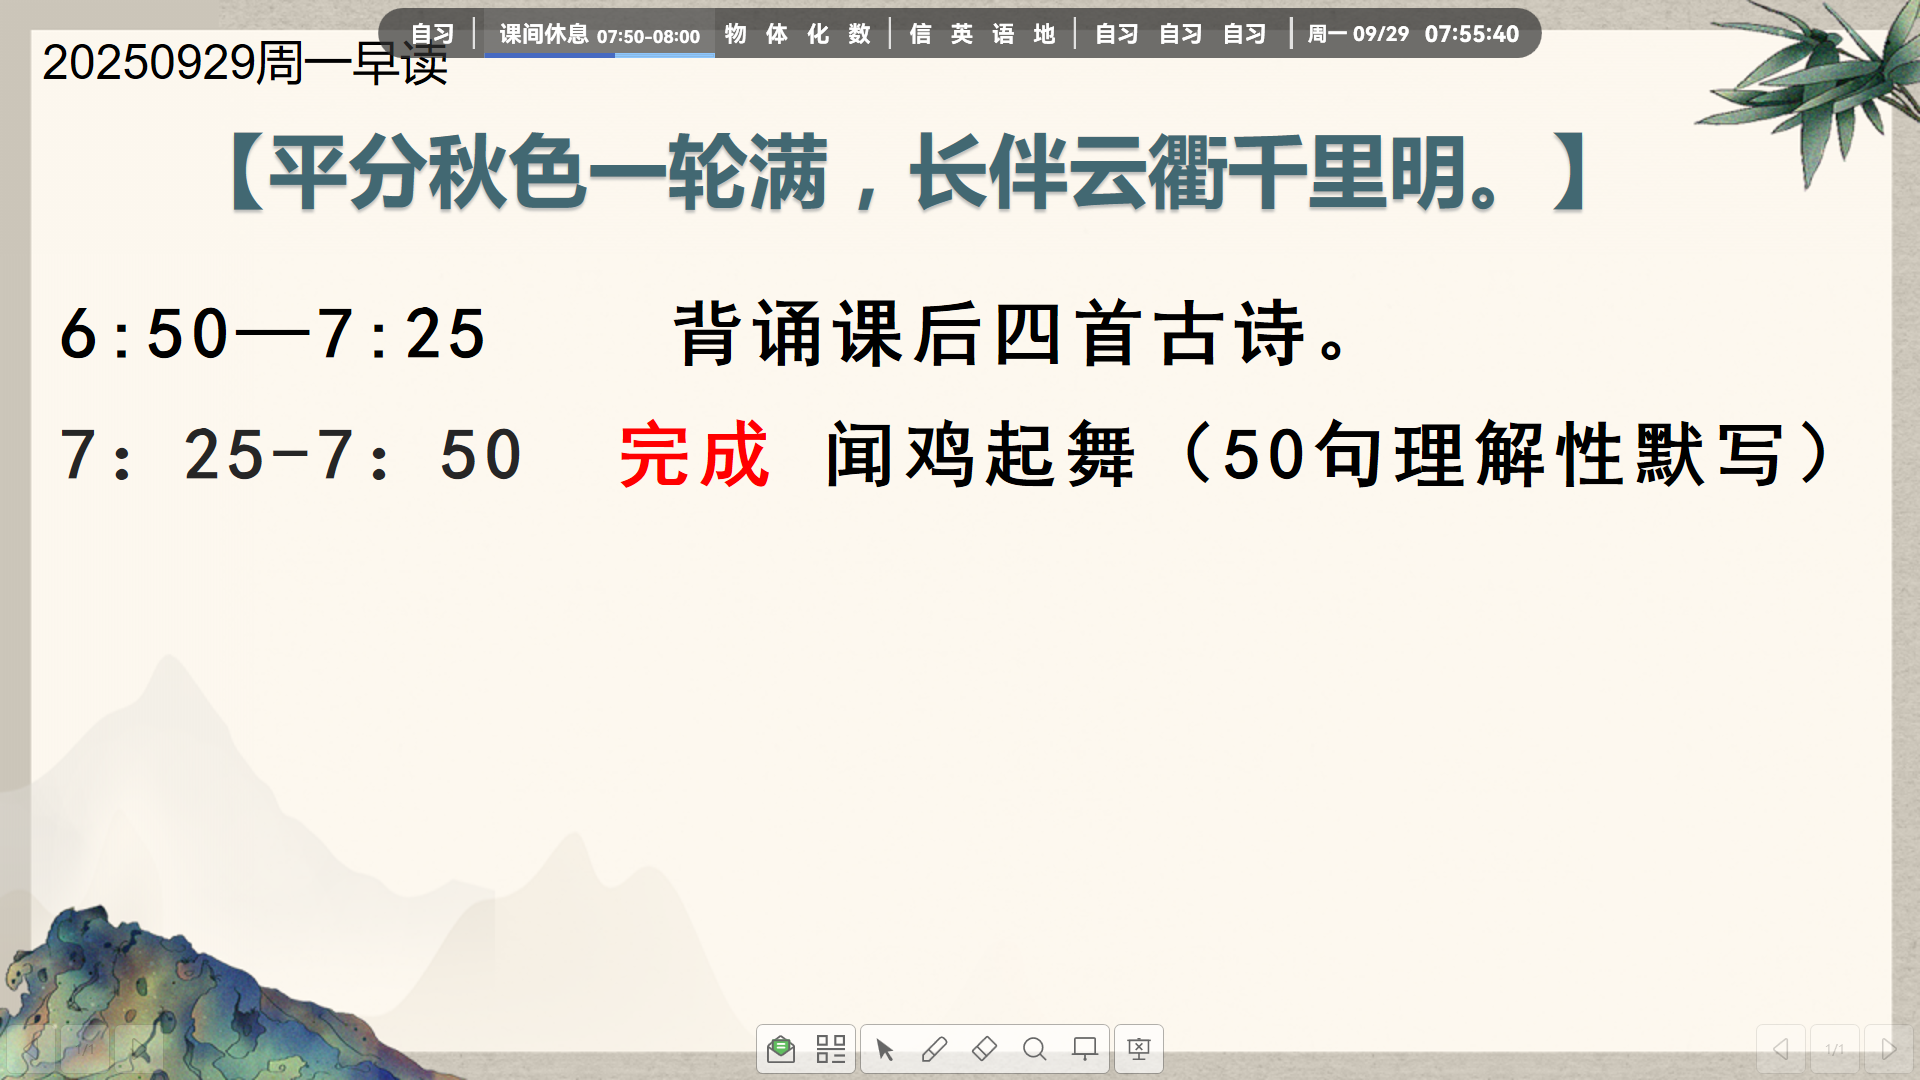 自习 课间休息 07:50-08:00 物 体 化 数 信 英 语 地 自习 自习 自习 周一 09/29 07:55:40
20250929周一早读
【平分秋色一轮满，长伴云衢千里明。】
6:50—7:25 背诵课后四首古诗。
7：25-7：50 完成 闻鸡起舞（50句理解性默写）
1/1 1/1